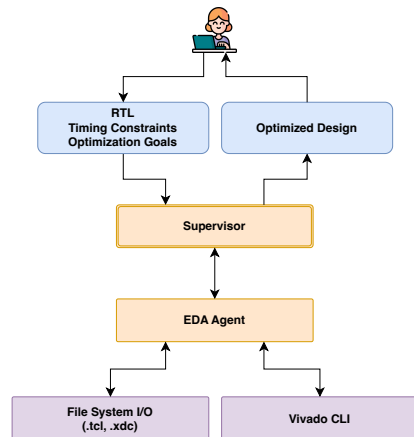 RTL
Timing Constraints
Optimization Goals
Optimized Design
Supervisor
EDA Agent
File System I/O
(.tcl, .xdc)
Vivado CLI